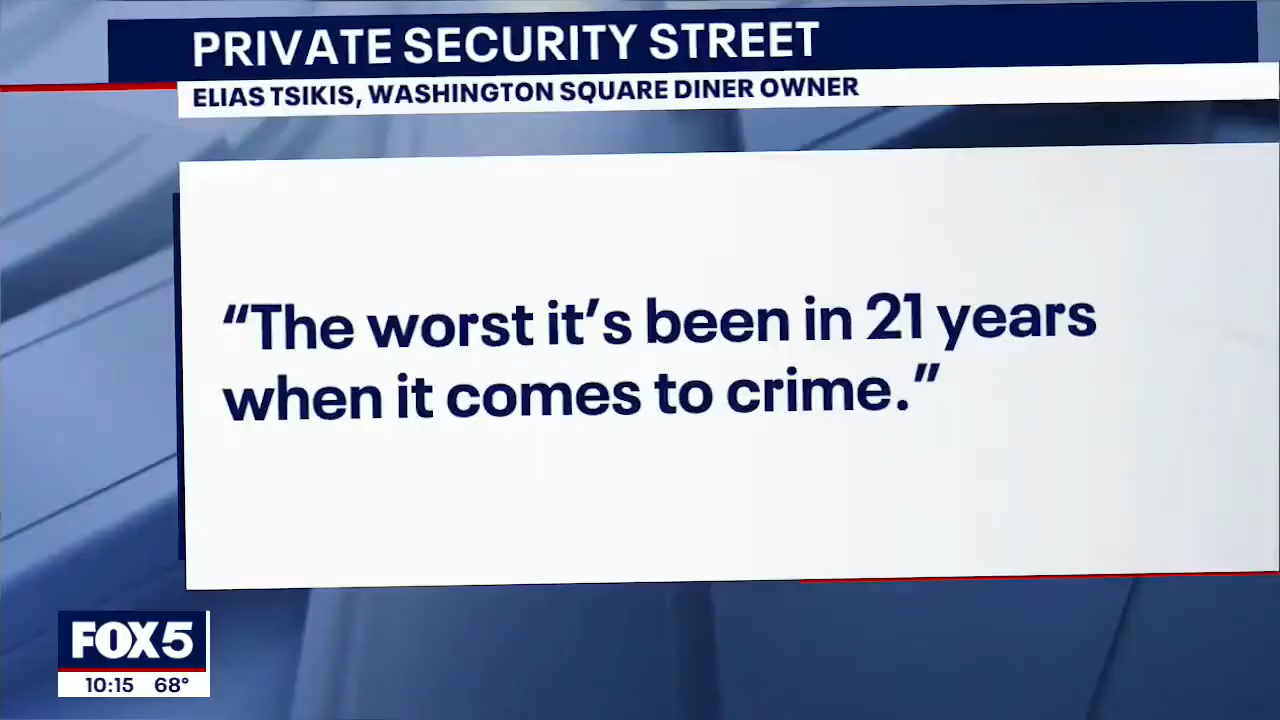 PRIVATE SECURITY STREET
ELIAS TSIKIS, WASHINGTON SQUARE DINER OWNER
“The worst it’s been in 21 years
when it comes to crime.”
FOX5
10:15 68°